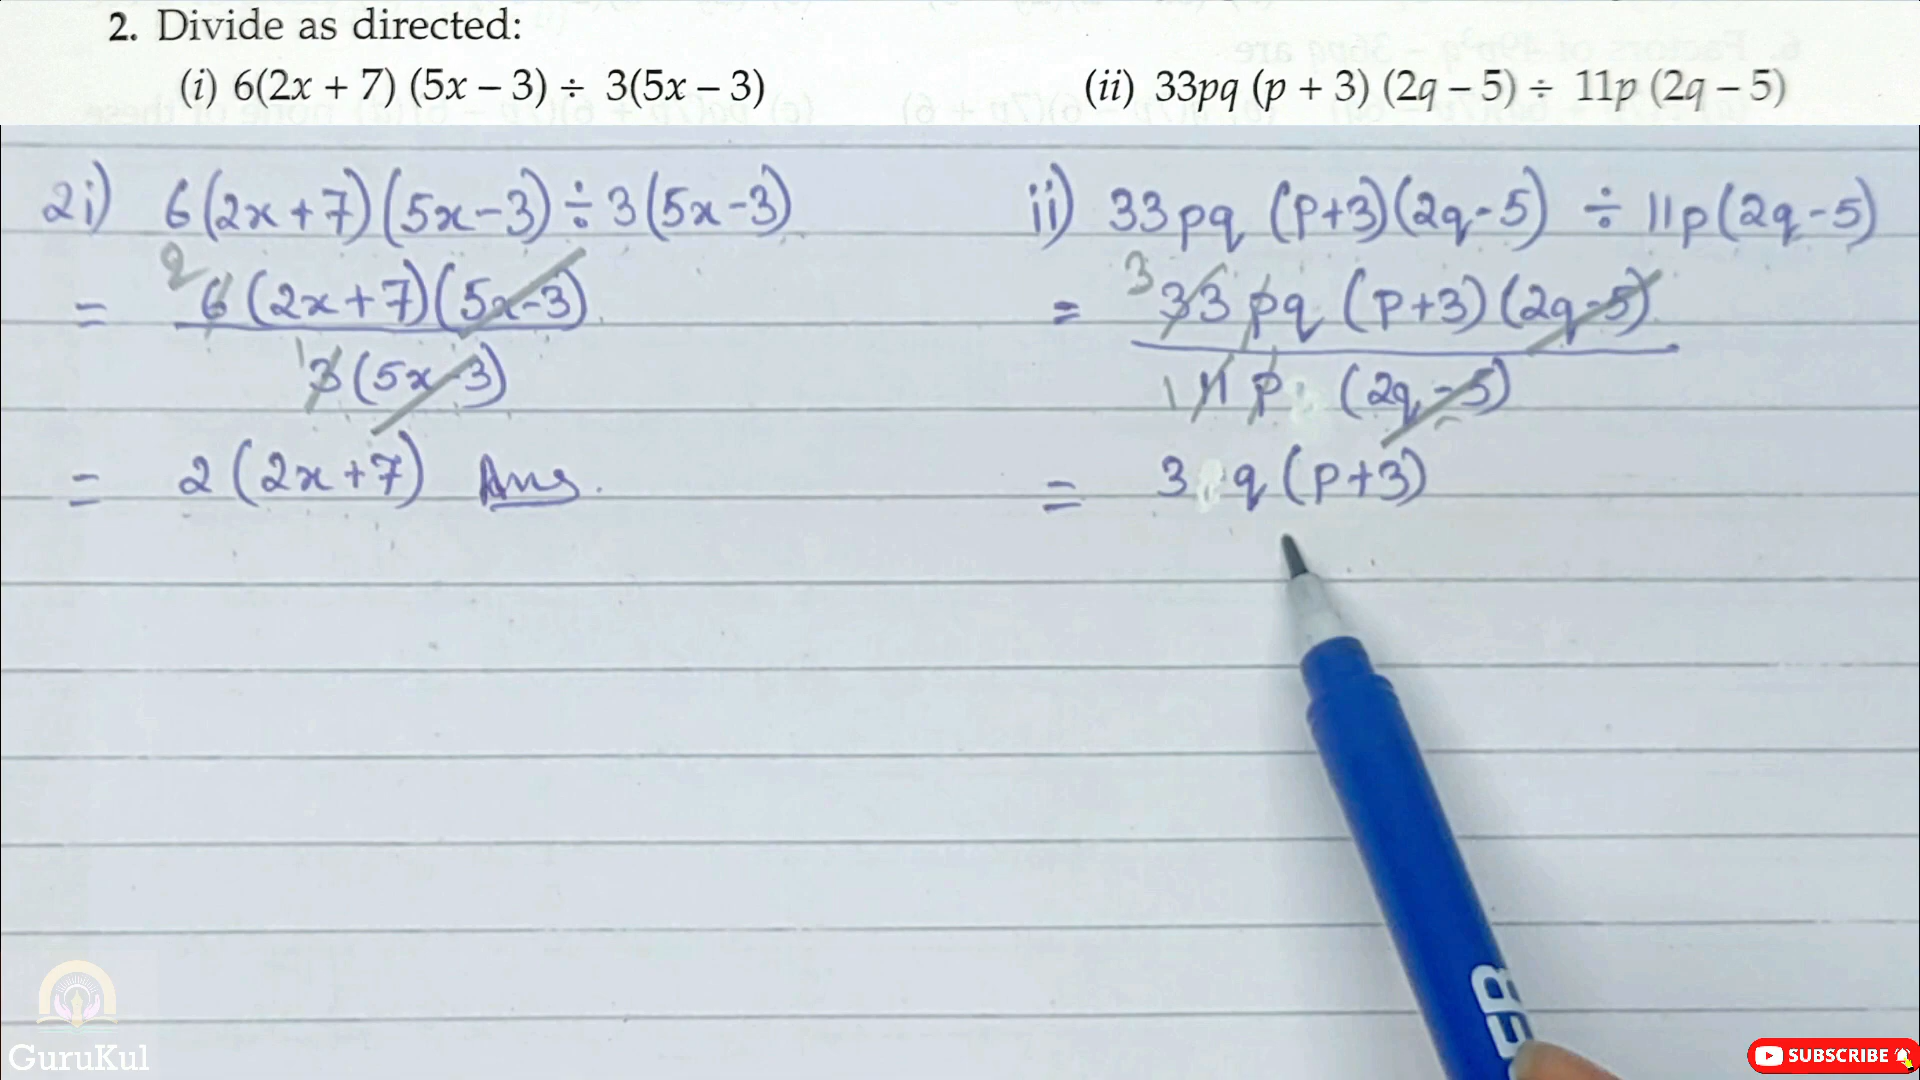 2. Divide as directed:
(i) 6(2x + 7) (5x – 3) ÷ 3(5x – 3)
(ii) 33pq (p + 3) (2q – 5) ÷ 11p (2q – 5)
2i) 6(2x+7)(5x-3)÷3(5x-3)
2
= 6(2x+7)(5x-3)
1 3(5x-3)
= 2(2x+7) Ans.
ii) 33pq (p+3)(2q-5) ÷ 11p(2q-5)
3
= 33pq (p+3)(2q-5)
1 11p (2q-5)
= 3q(p+3)
GuruKul
SUBSCRIBE